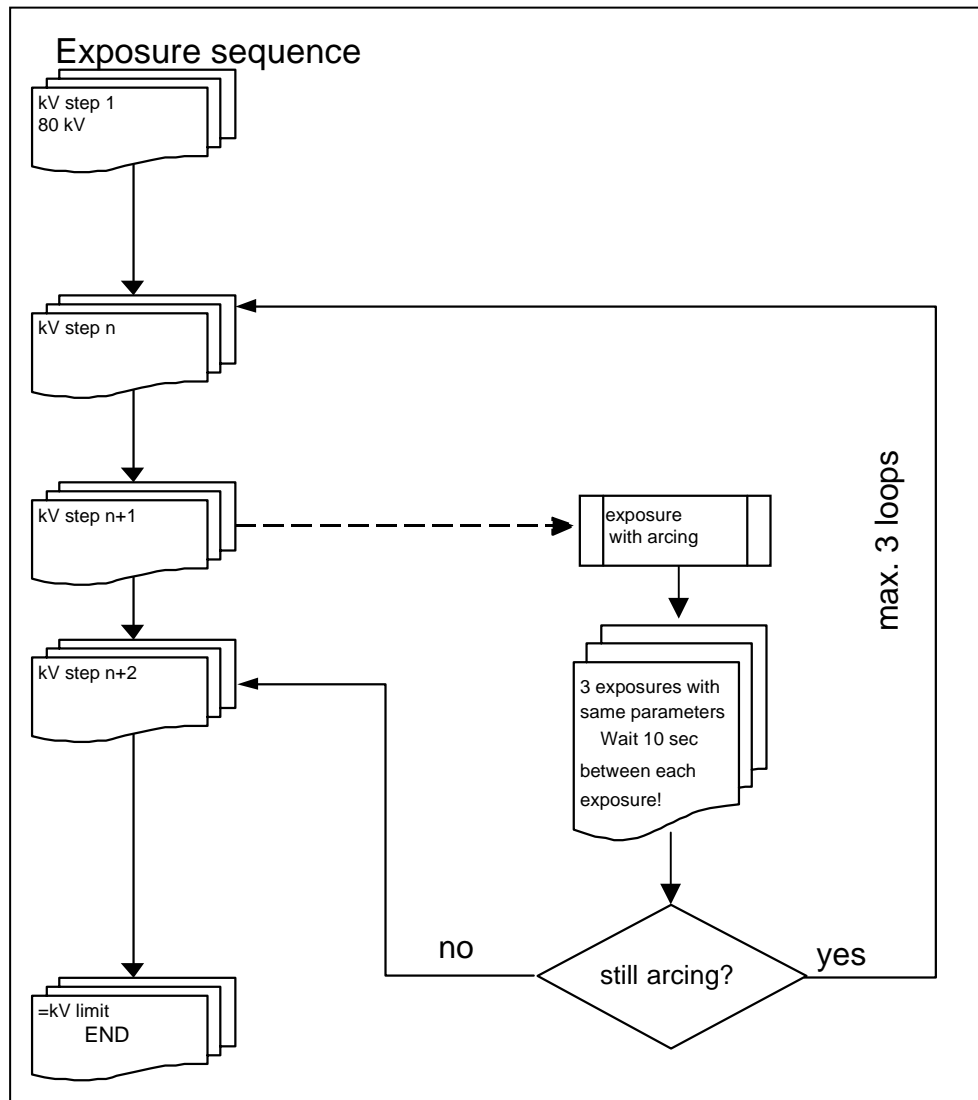 Exposure sequence
kV step 1
80 kV
kV step n
kV step n+1
exposure
with arcing
max. 3 loops
kV step n+2
3 exposures with
same parameters
Wait 10 sec
between each
exposure!
no
still arcing?
yes
=kV limit
END